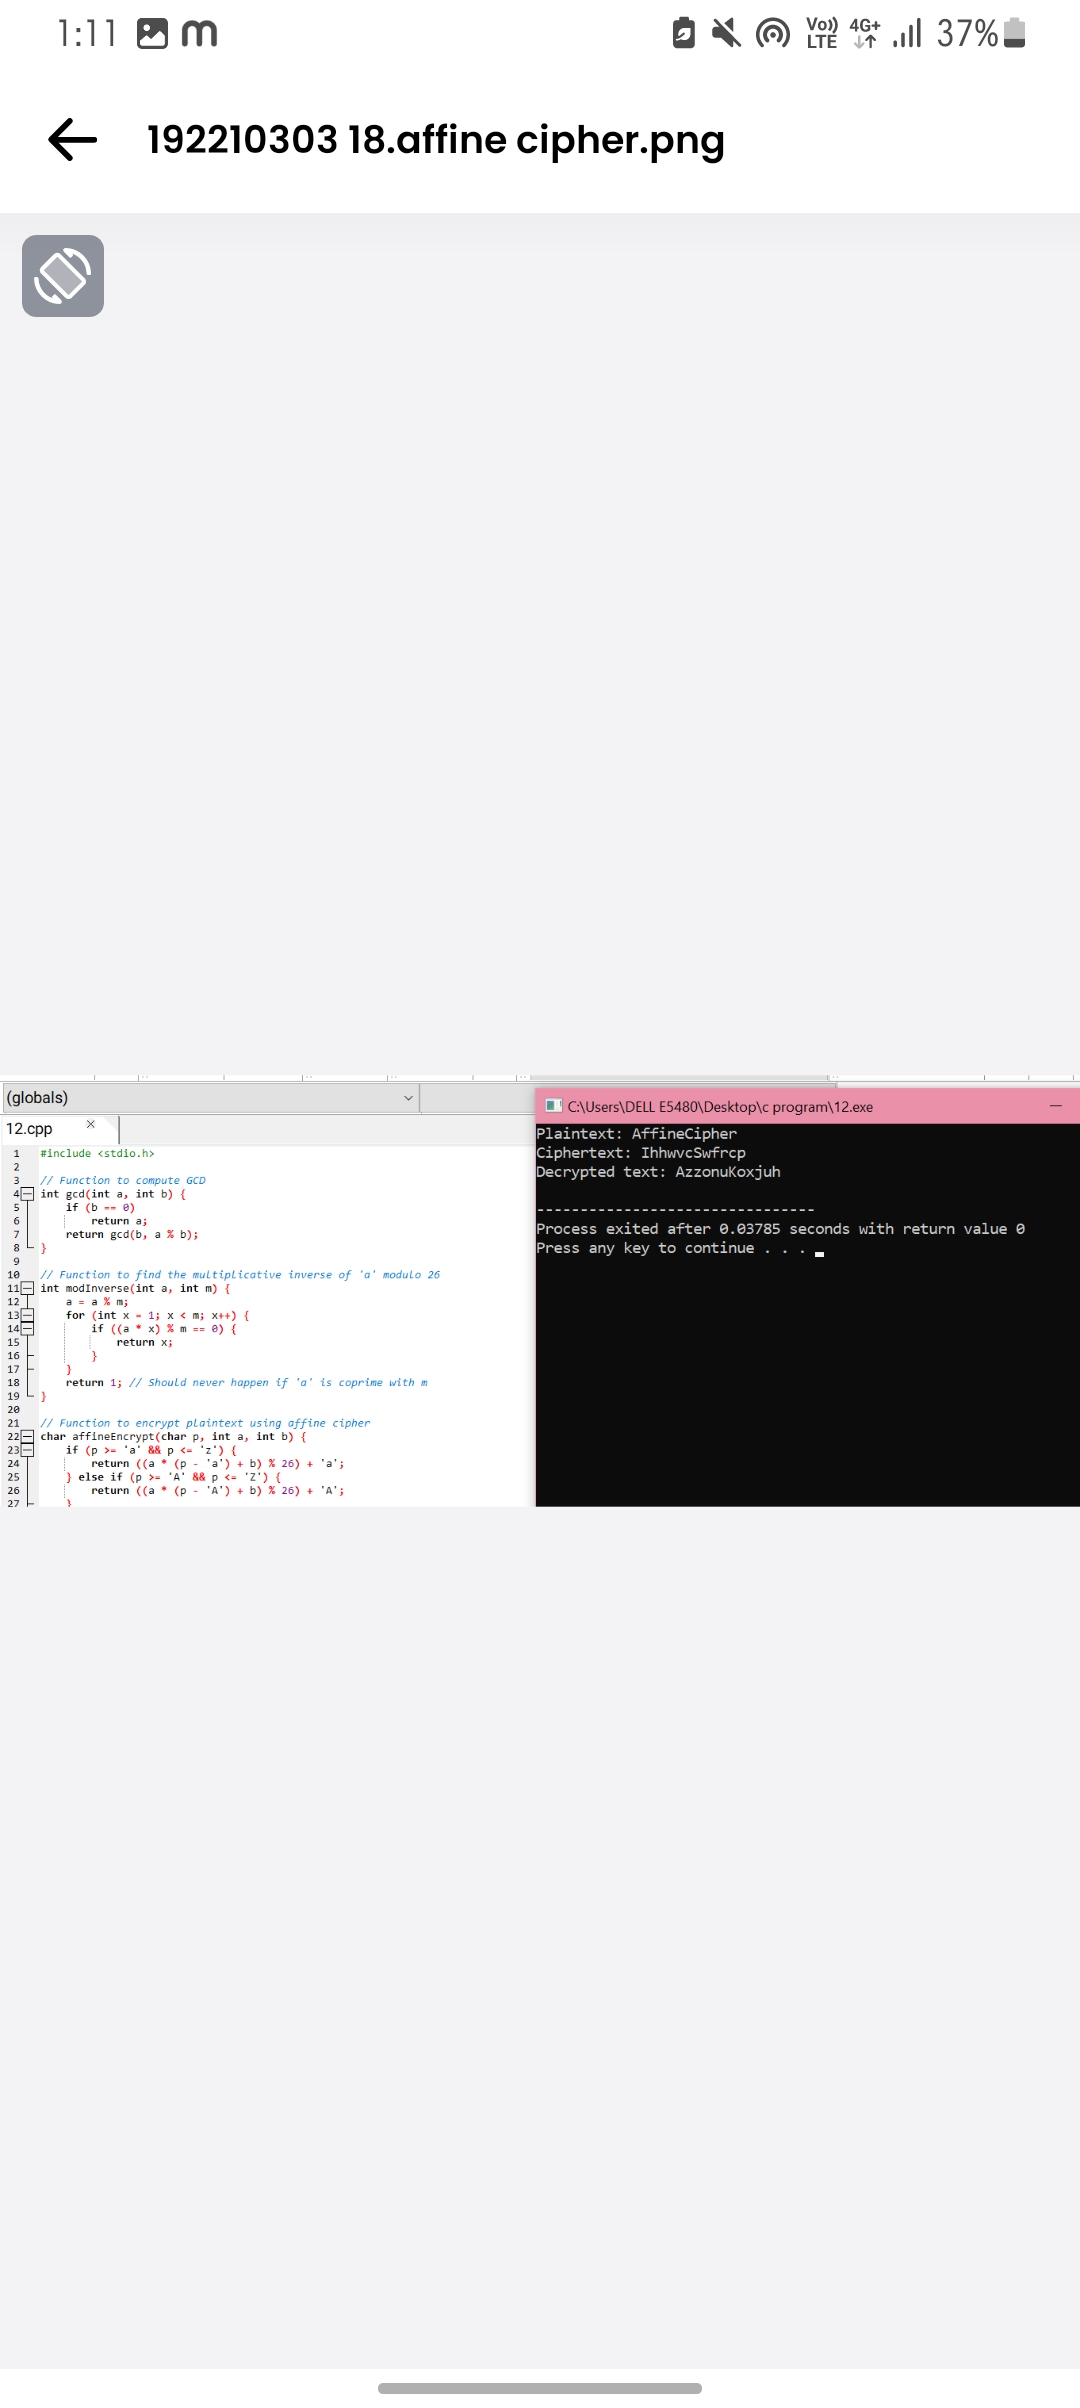 1:11 m Vo)) LTE 4G+ 37%
192210303 18.affine cipher.png
(globals)
12.cpp ×
1 #include <stdio.h>
2
3 // Function to compute GCD
4 int gcd(int a, int b) {
5 if (b == 0)
6 return a;
7 return gcd(b, a % b);
8 }
9
10 // Function to find the multiplicative inverse of 'a' modulo 26
11 int modInverse(int a, int m) {
12 a = a % m;
13 for (int x = 1; x < m; x++) {
14 if ((a * x) % m == 0) {
15 return x;
16 }
17 }
18 return 1; // Should never happen if 'a' is coprime with m
19 }
20
21 // Function to encrypt plaintext using affine cipher
22 char affineEncrypt(char p, int a, int b) {
23 if (p >= 'a' && p <= 'z') {
24 return ((a * (p - 'a') + b) % 26) + 'a';
25 } else if (p >= 'A' && p <= 'Z') {
26 return ((a * (p - 'A') + b) % 26) + 'A';
27 }
C:\Users\DELL E5480\Desktop\c program\12.exe
Plaintext: AffineCipher
Ciphertext: IhhwvcSwfrcp
Decrypted text: AzzonuKoxjuh
--------------------------------
Process exited after 0.03785 seconds with return value 0
Press any key to continue . . .